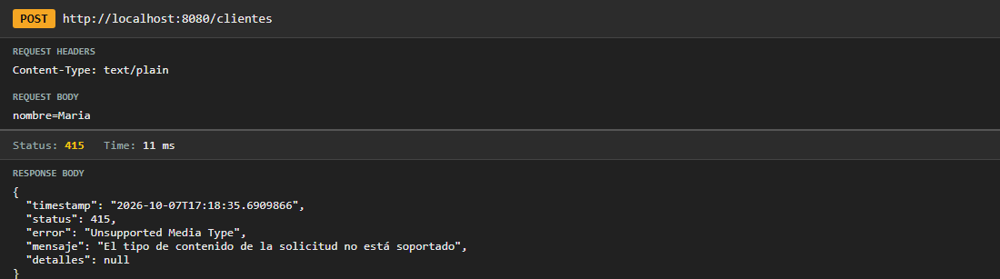 POST http://localhost:8080/clientes
REQUEST HEADERS
Content-Type: text/plain
REQUEST BODY
nombre=Maria
Status: 415 Time: 11 ms
RESPONSE BODY
{
  "timestamp": "2026-10-07T17:18:35.6909866",
  "status": 415,
  "error": "Unsupported Media Type",
  "mensaje": "El tipo de contenido de la solicitud no está soportado",
  "detalles": null
}